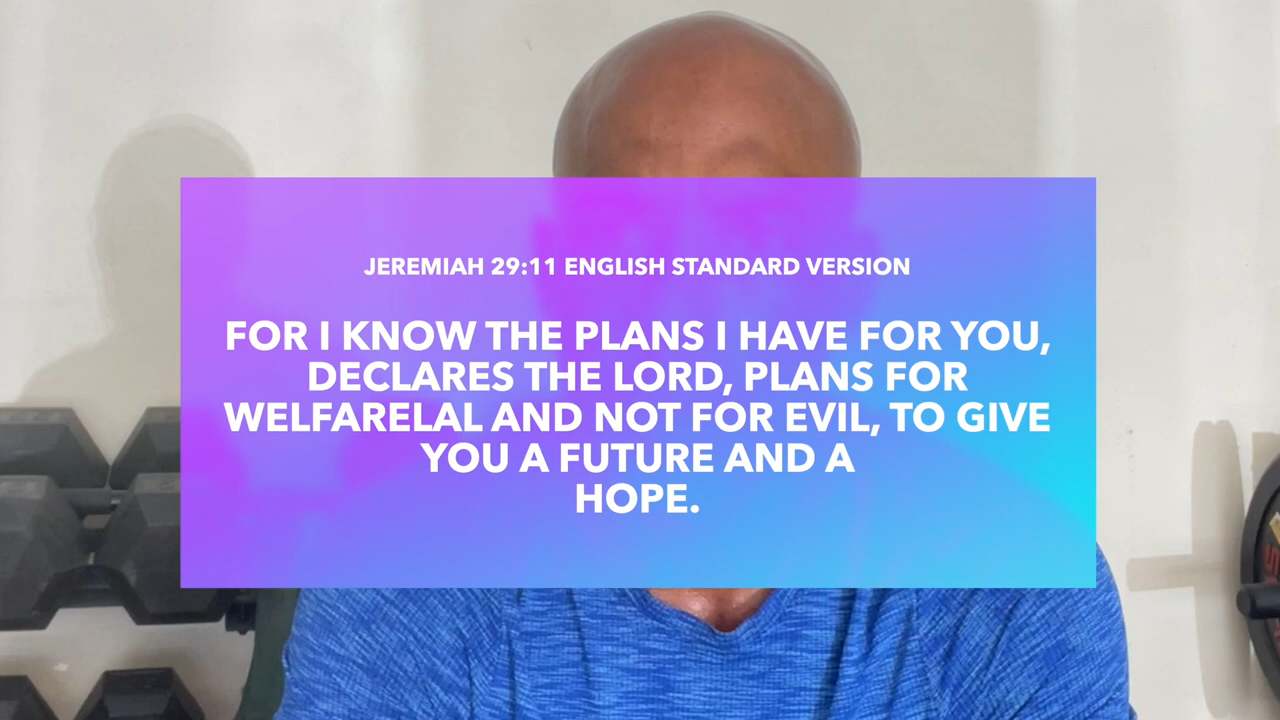 JEREMIAH 29:11 ENGLISH STANDARD VERSION
FOR I KNOW THE PLANS I HAVE FOR YOU,
DECLARES THE LORD, PLANS FOR
WELFARELAL AND NOT FOR EVIL, TO GIVE
YOU A FUTURE AND A
HOPE.